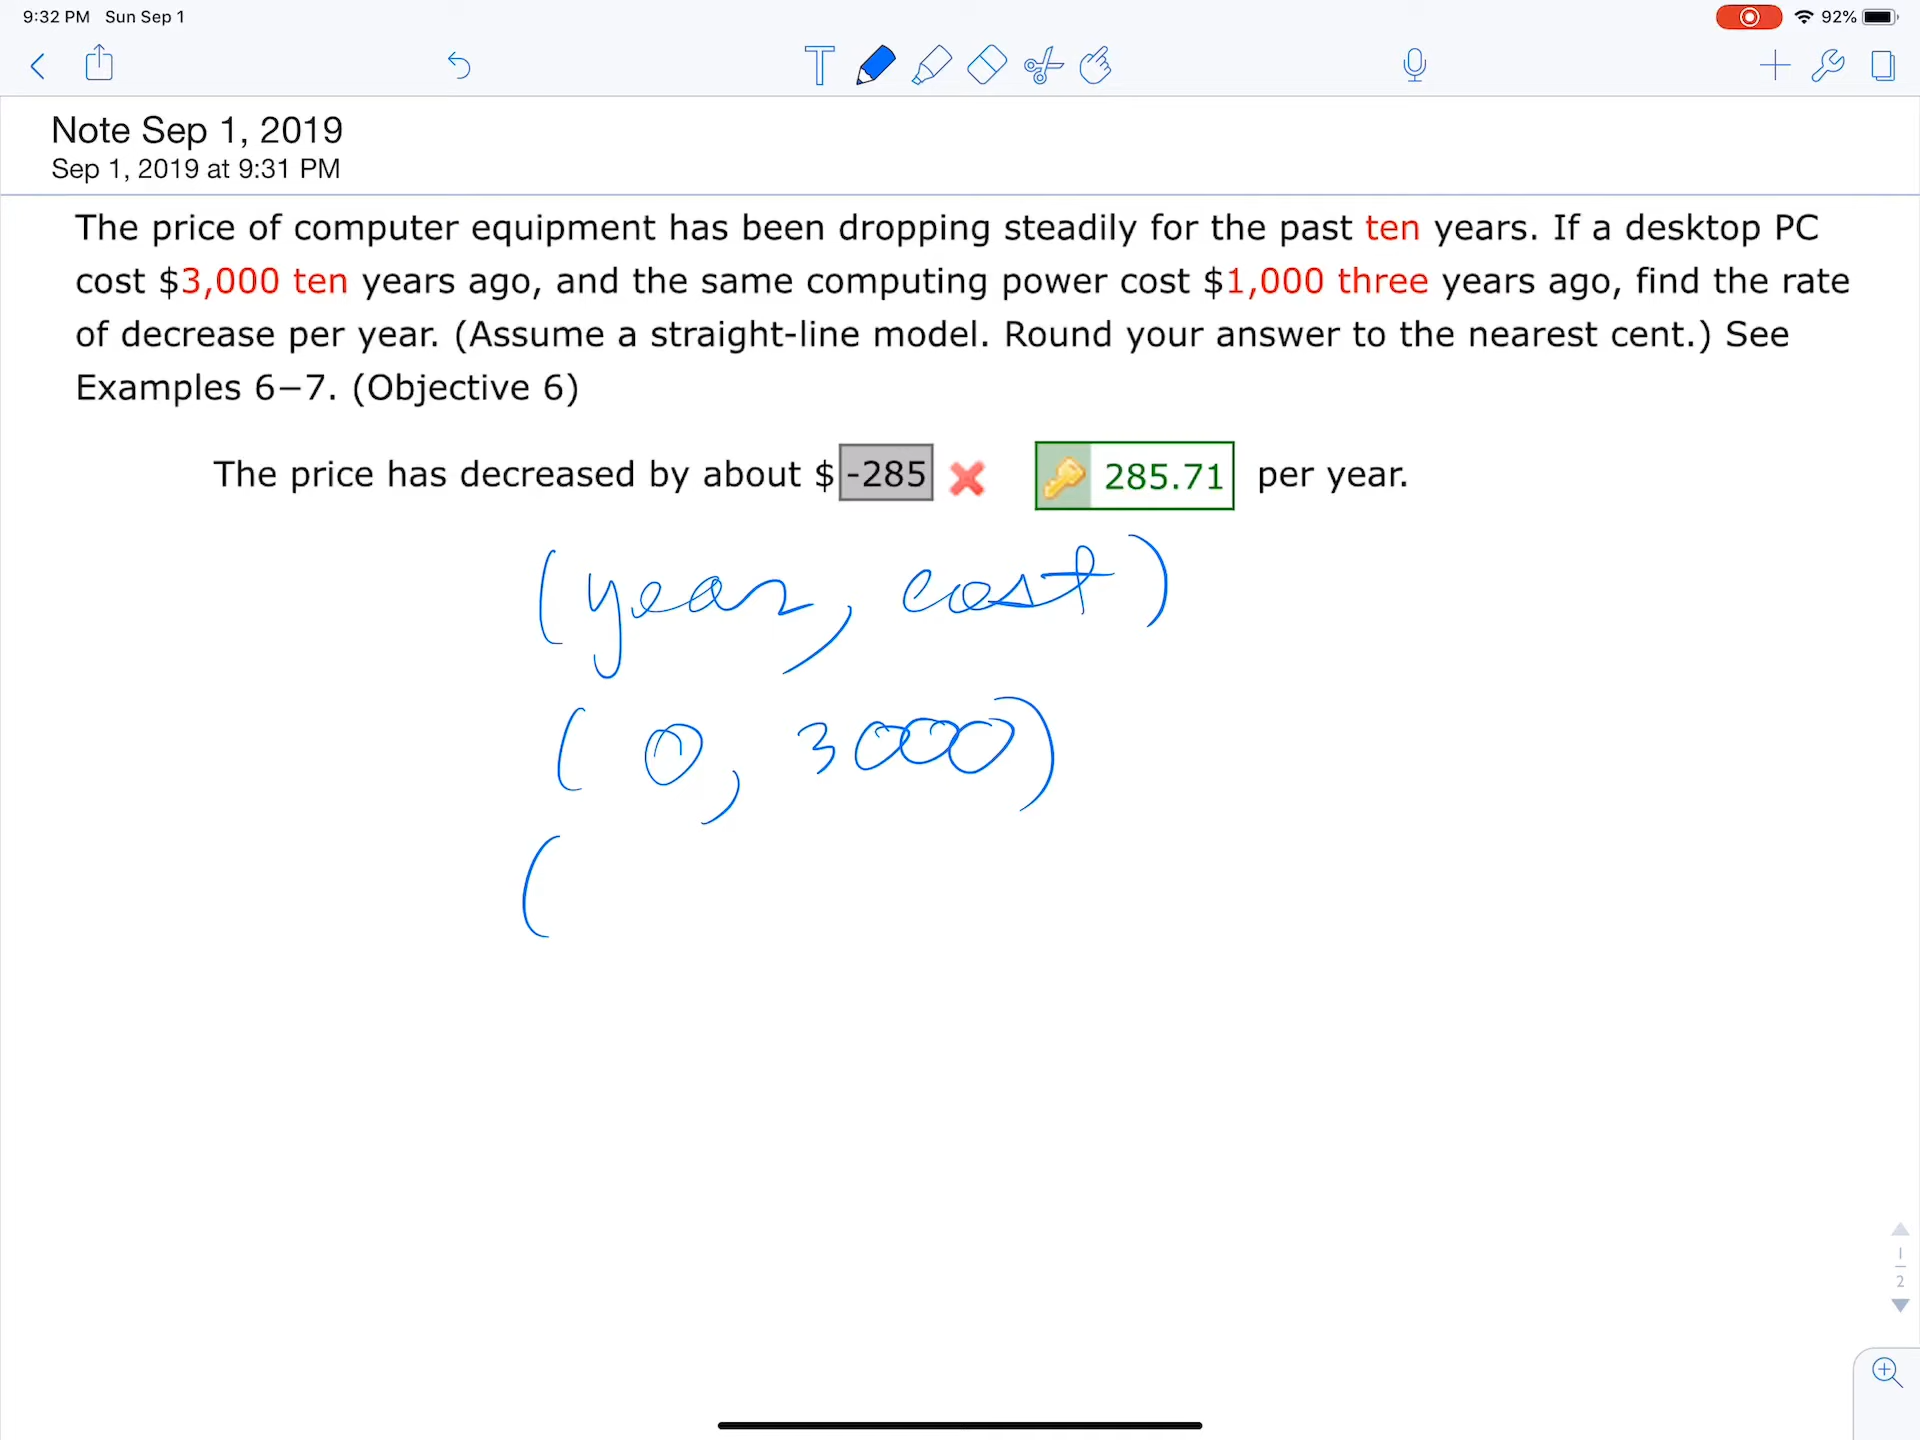 9:32 PM Sun Sep 1 92%
Note Sep 1, 2019
Sep 1, 2019 at 9:31 PM
The price of computer equipment has been dropping steadily for the past ten years. If a desktop PC
cost $3,000 ten years ago, and the same computing power cost $1,000 three years ago, find the rate
of decrease per year. (Assume a straight-line model. Round your answer to the nearest cent.) See
Examples 6–7. (Objective 6)
The price has decreased by about $ -285 285.71 per year.
(year, cost)
(0, 3000)
(
1
2